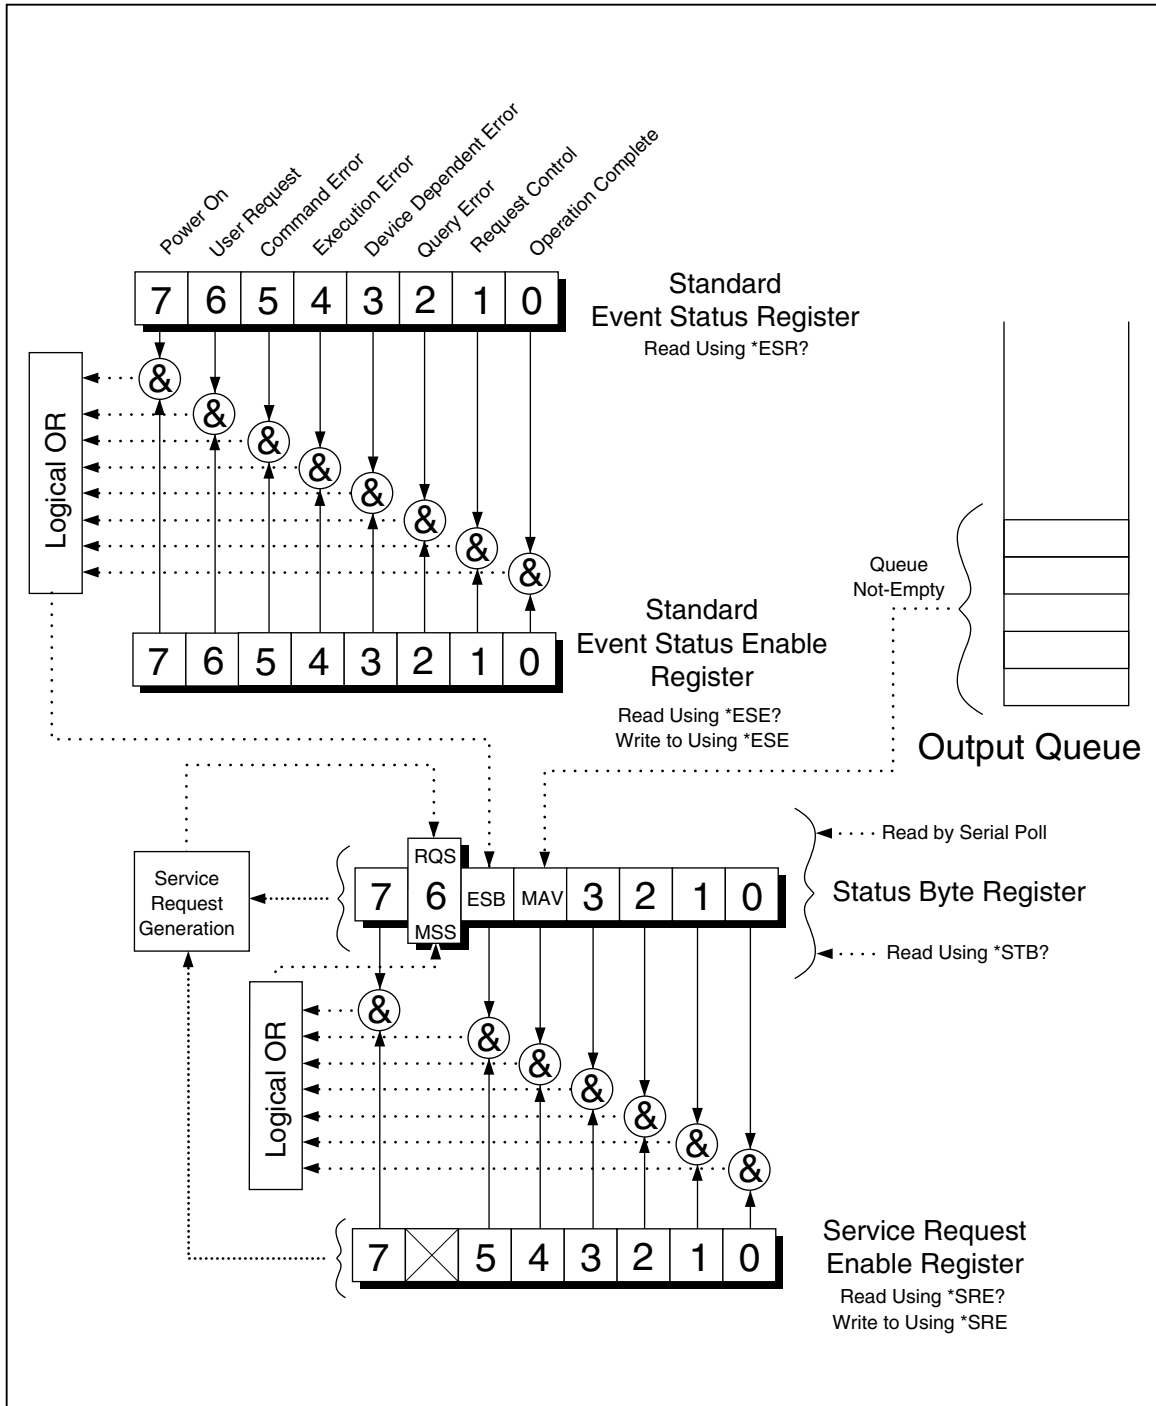 Power On
User Request
Command Error
Execution Error
Device Dependent Error
Query Error
Request Control
Operation Complete
7 6 5 4 3 2 1 0
Standard
Event Status Register
Read Using *ESR?
& & & & & & & &
Logical OR
Queue
Not-Empty
Output Queue
7 6 5 4 3 2 1 0
Standard
Event Status Enable
Register
Read Using *ESE?
Write to Using *ESE
Service
Request
Generation
RQS
7 6 ESB MAV 3 2 1 0
MSS
Read by Serial Poll
Status Byte Register
Read Using *STB?
& & & & & & &
Logical OR
7 5 4 3 2 1 0
Service Request
Enable Register
Read Using *SRE?
Write to Using *SRE